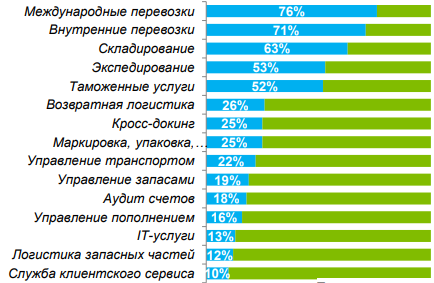 Международные перевозки 76%
Внутренние перевозки 71%
Складирование 63%
Экспедирование 53%
Таможенные услуги 52%
Возвратная логистика 26%
Кросс-докинг 25%
Маркировка, упаковка,... 25%
Управление транспортом 22%
Управление запасами 19%
Аудит счетов 18%
Управление пополнением 16%
IT-услуги 13%
Логистика запасных частей 12%
Служба клиентского сервиса 10%